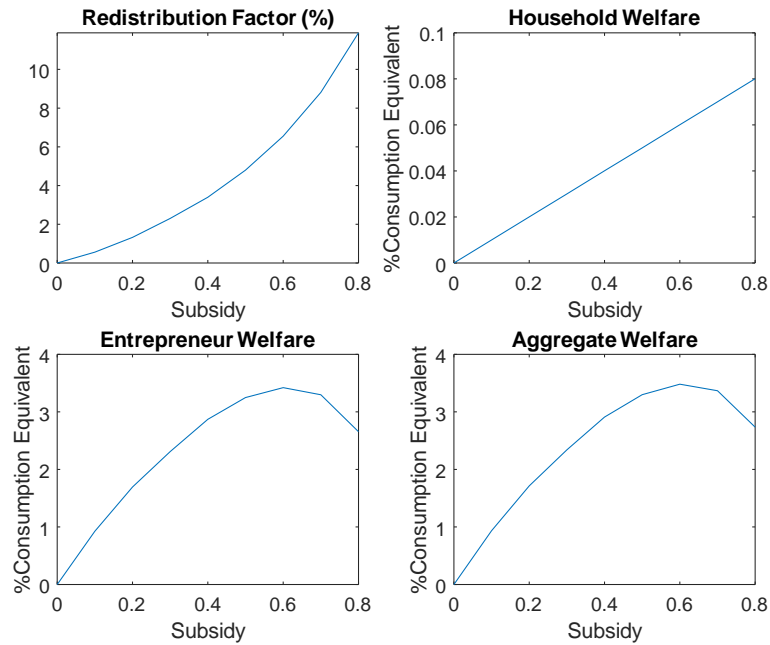 Redistribution Factor (%)
10
8
6
4
2
0
0 0.2 0.4 0.6 0.8
Subsidy
Household Welfare
%Consumption Equivalent
0.1
0.08
0.06
0.04
0.02
0
0 0.2 0.4 0.6 0.8
Subsidy
Entrepreneur Welfare
%Consumption Equivalent
4
3
2
1
0
0 0.2 0.4 0.6 0.8
Subsidy
Aggregate Welfare
%Consumption Equivalent
4
3
2
1
0
0 0.2 0.4 0.6 0.8
Subsidy